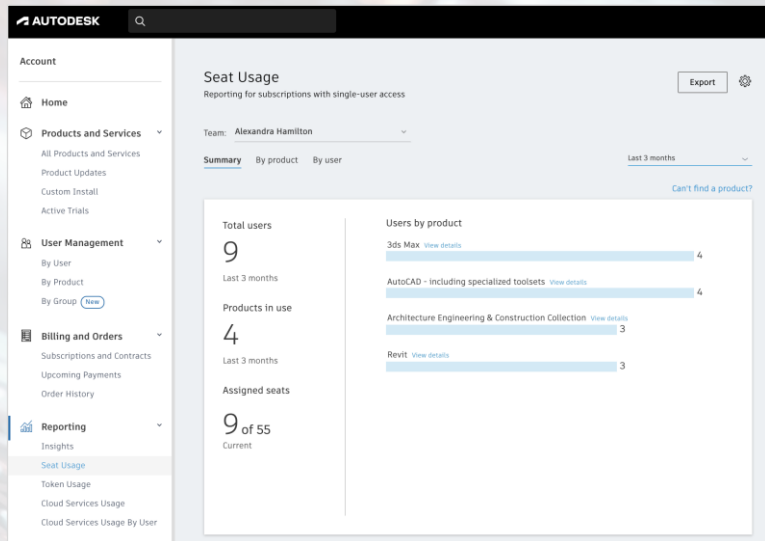 AUTODESK
Account
Home
Products and Services
All Products and Services
Product Updates
Custom Install
Active Trials
User Management
By User
By Product
By Group New
Billing and Orders
Subscriptions and Contracts
Upcoming Payments
Order History
Reporting
Insights
Seat Usage
Token Usage
Cloud Services Usage
Cloud Services Usage By User
Seat Usage
Reporting for subscriptions with single-user access
Export
Team: Alexandra Hamilton
Summary By product By user
Last 3 months
Can't find a product?
Total users
9
Last 3 months
Products in use
4
Last 3 months
Assigned seats
9 of 55
Current
Users by product
3ds Max View details
4
AutoCAD - including specialized toolsets View details
4
Architecture Engineering & Construction Collection View details
3
Revit View details
3